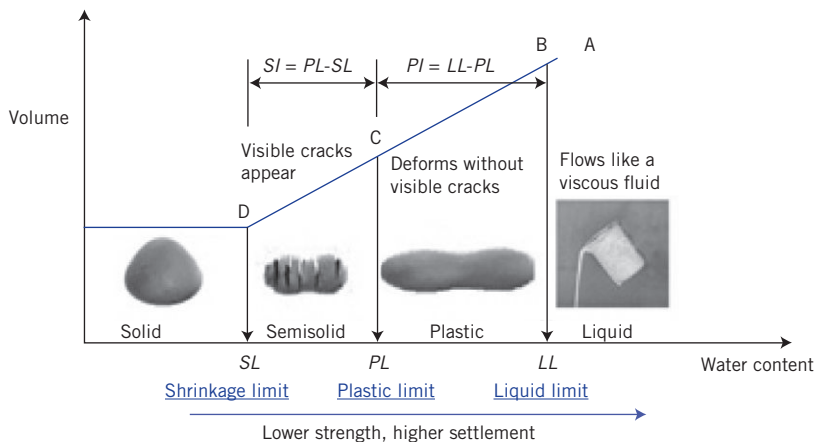 B A
SI = PL-SL PI = LL-PL
Volume
C
Visible cracks
appear
Deforms without
visible cracks
Flows like a
viscous fluid
D
Solid Semisolid Plastic Liquid
SL PL LL Water content
Shrinkage limit Plastic limit Liquid limit
Lower strength, higher settlement